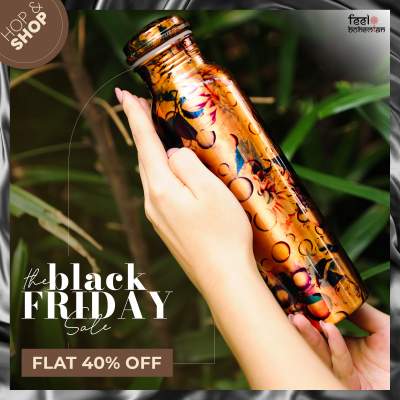 HOP &
SHOP
feel
bohemian
the black
FRIDAY
Sale
FLAT 40% OFF